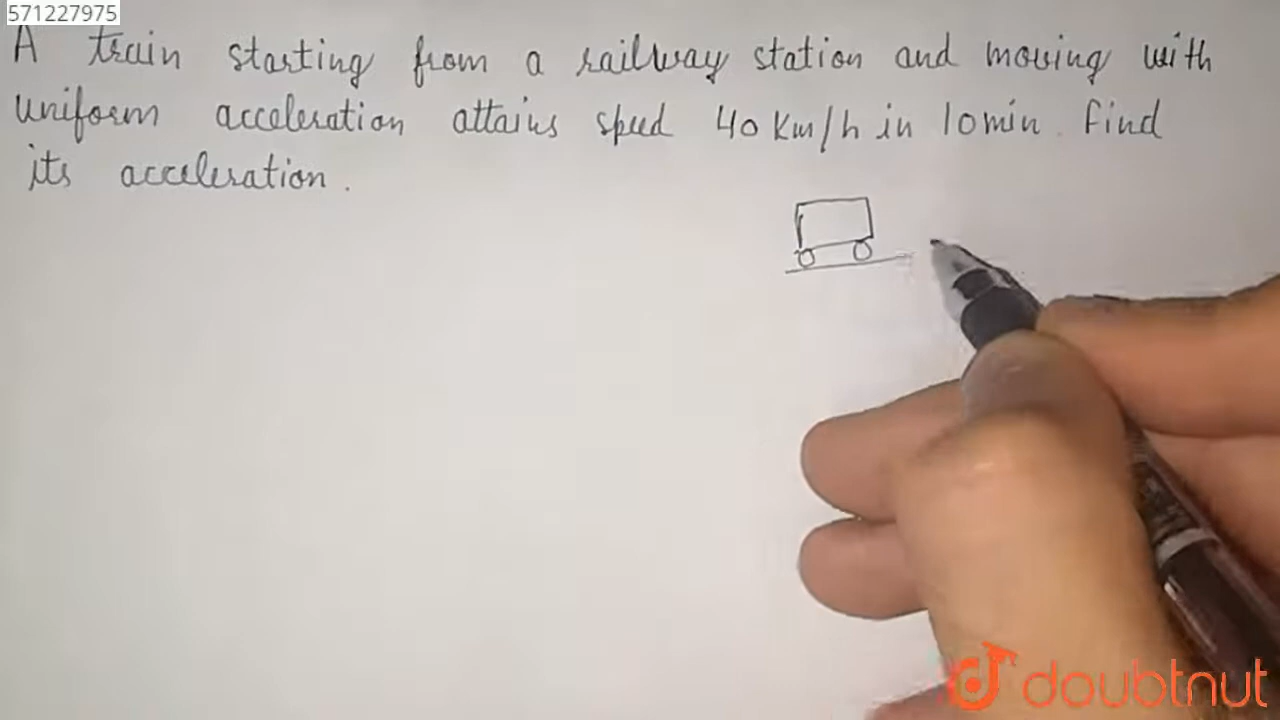 571227975
A train starting from a railway station and moving with
uniform acceleration attains speed 40 Km/h in 10 min. Find
its acceleration.
doubtnut